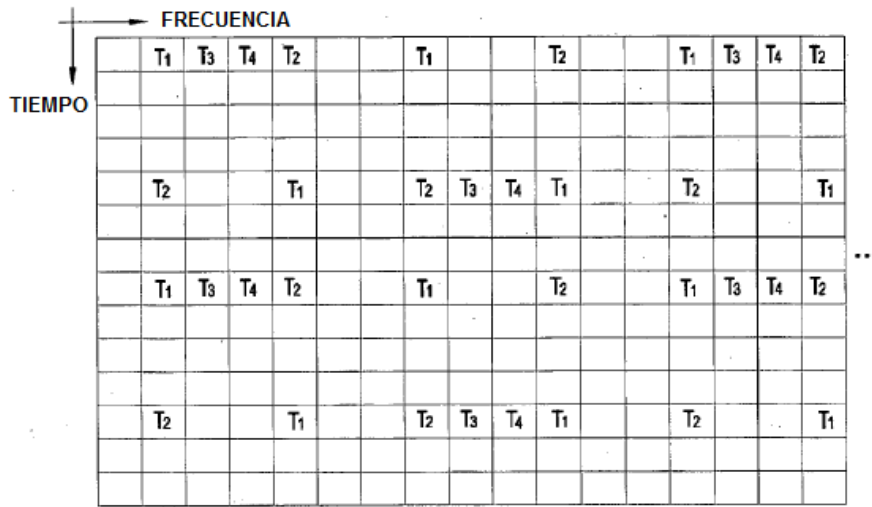 FRECUENCIA
T1 T3 T4 T2 T1 T2 T1 T3 T4 T2
TIEMPO
T2 T1 T2 T3 T4 T1 T2 T1
..
T1 T3 T4 T2 T1 T2 T1 T3 T4 T2
T2 T1 T2 T3 T4 T1 T2 T1